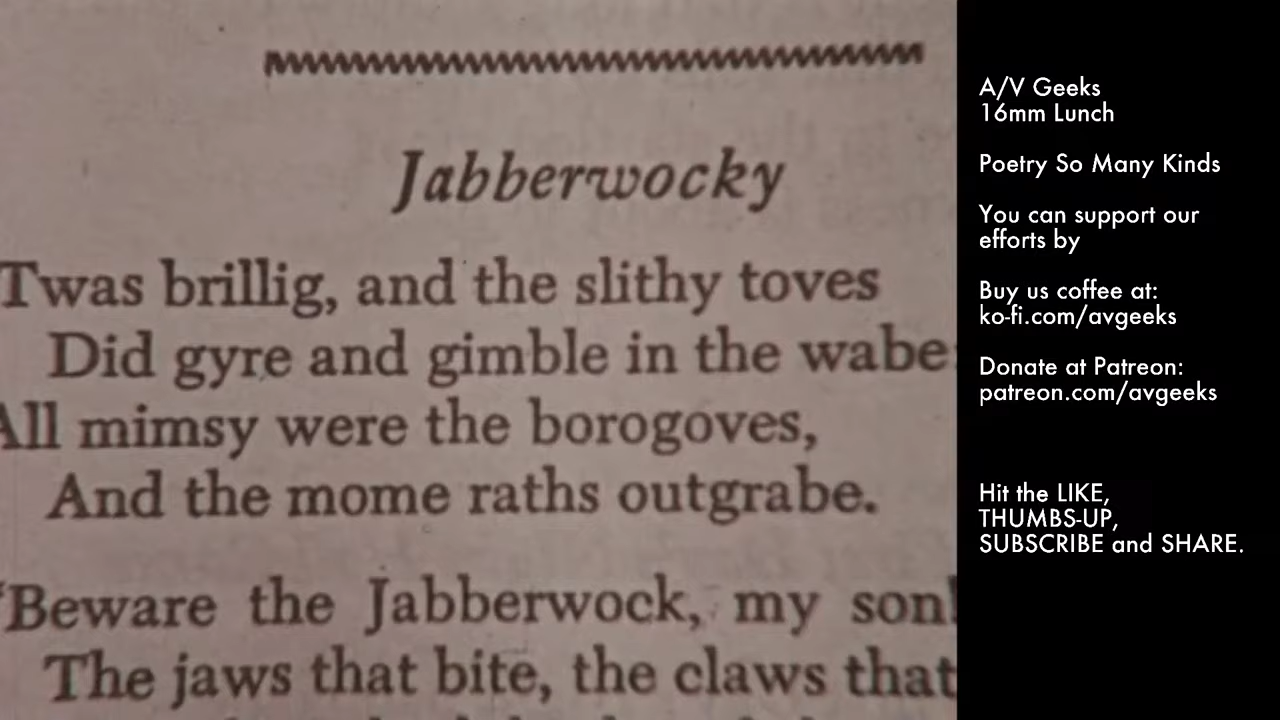 Jabberwocky
Twas brillig, and the slithy toves
Did gyre and gimble in the wabe:
All mimsy were the borogoves,
And the mome raths outgrabe.
"Beware the Jabberwock, my son!
The jaws that bite, the claws that
A/V Geeks
16mm Lunch
Poetry So Many Kinds
You can support our
efforts by
Buy us coffee at:
ko-fi.com/avgeeks
Donate at Patreon:
patreon.com/avgeeks
Hit the LIKE,
THUMBS-UP,
SUBSCRIBE and SHARE.